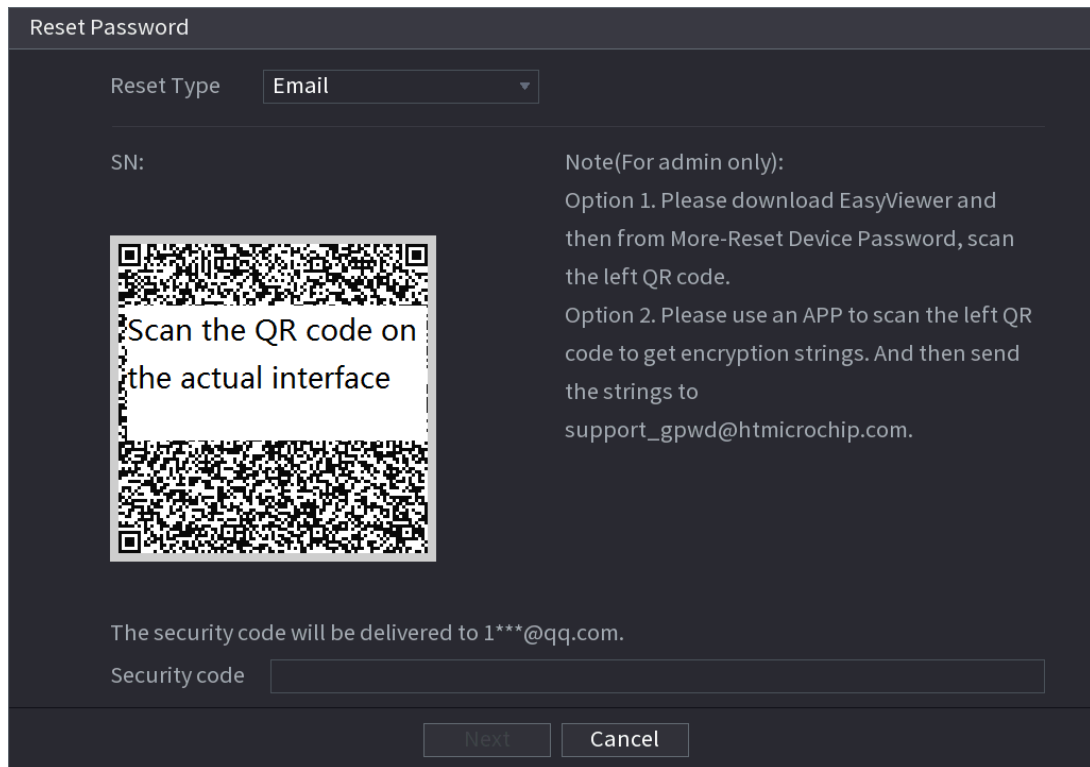 Reset Password
Reset Type
Email
SN:
Scan the QR code on
the actual interface
Note(For admin only):
Option 1. Please download EasyViewer and
then from More-Reset Device Password, scan
the left QR code.
Option 2. Please use an APP to scan the left QR
code to get encryption strings. And then send
the strings to
support_gpwd@htmicrochip.com.
The security code will be delivered to 1***@qq.com.
Security code
Next
Cancel